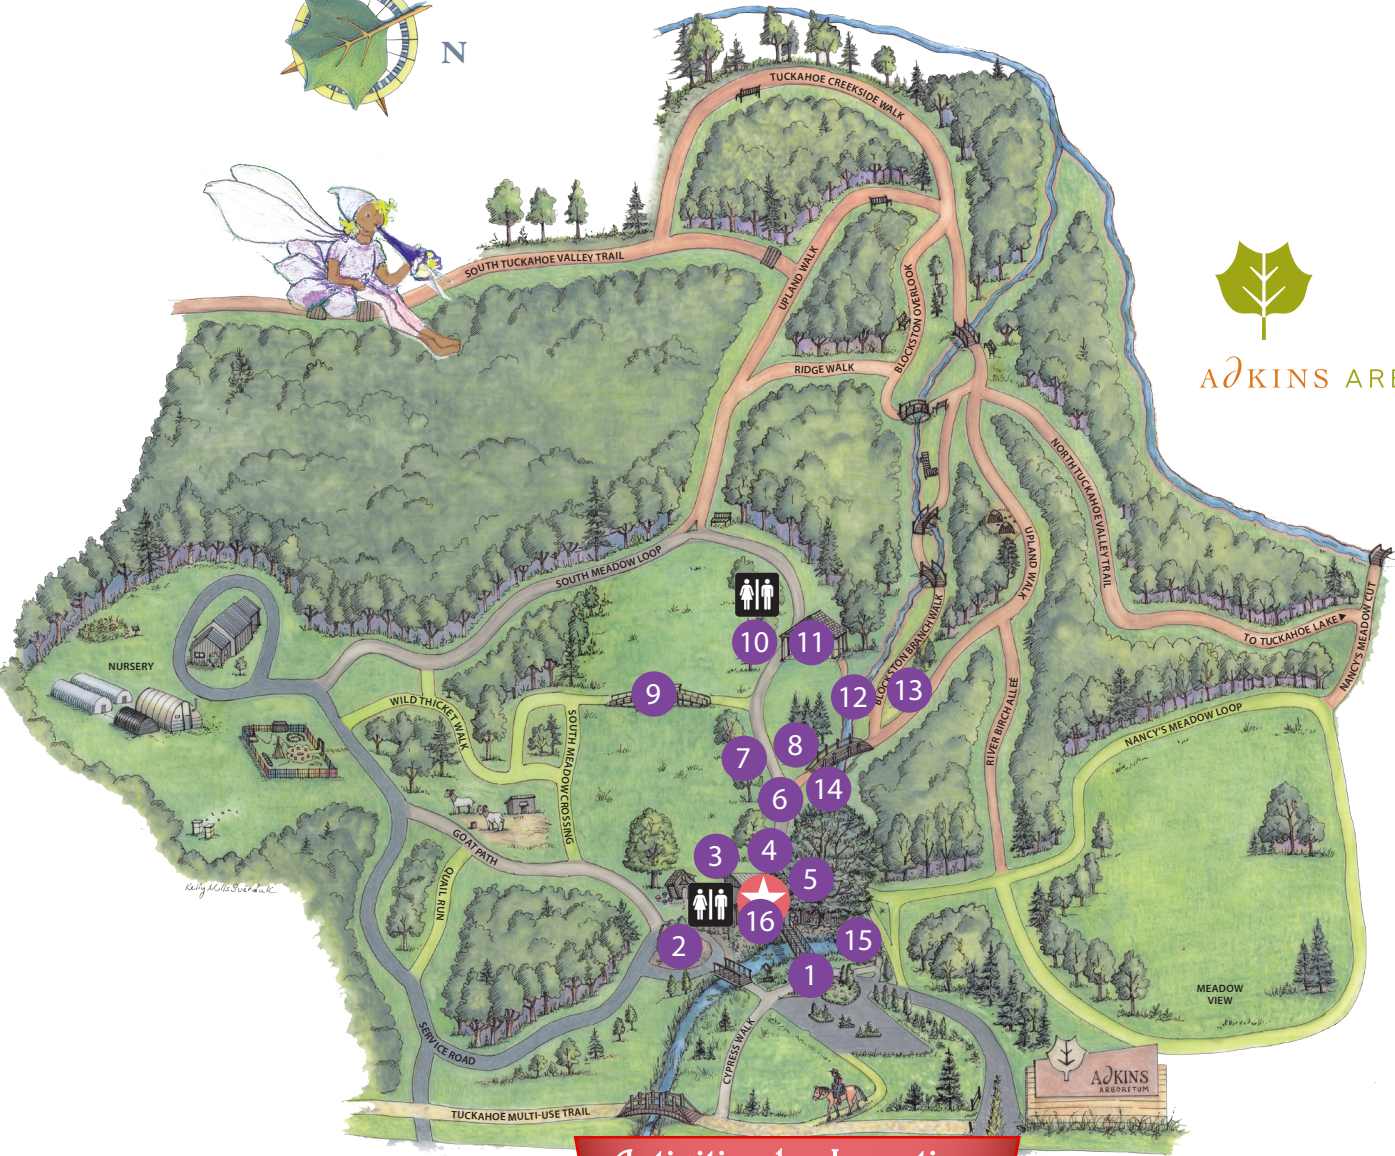 N
TUCKAHOE CREEKSIDE WALK
SOUTH TUCKAHOE VALLEY TRAIL
UPLAND WALK
BLOCKSTON OVERLOOK
RIDGE WALK
ADKINS ARB
NORTH TUCKAHOE VALLEY TRAIL
UPLAND WALK
SOUTH MEADOW LOOP
BLOCKSTON BRANCH WALK
TO TUCKAHOE LAKE
NANCY'S MEADOW CUT
10
11
NURSERY
9
12
13
WILD THICKET WALK
SOUTH MEADOW CROSSING
RIVER BIRCH ALLEÉ
NANCY'S MEADOW LOOP
7
8
6
14
GOAT PATH
3
4
5
QUAIL RUN
16
2
15
1
MEADOW
VIEW
SERVICE ROAD
CYPRESS WALK
ADKINS
ARBORETUM
TUCKAHOE MULTI-USE TRAIL